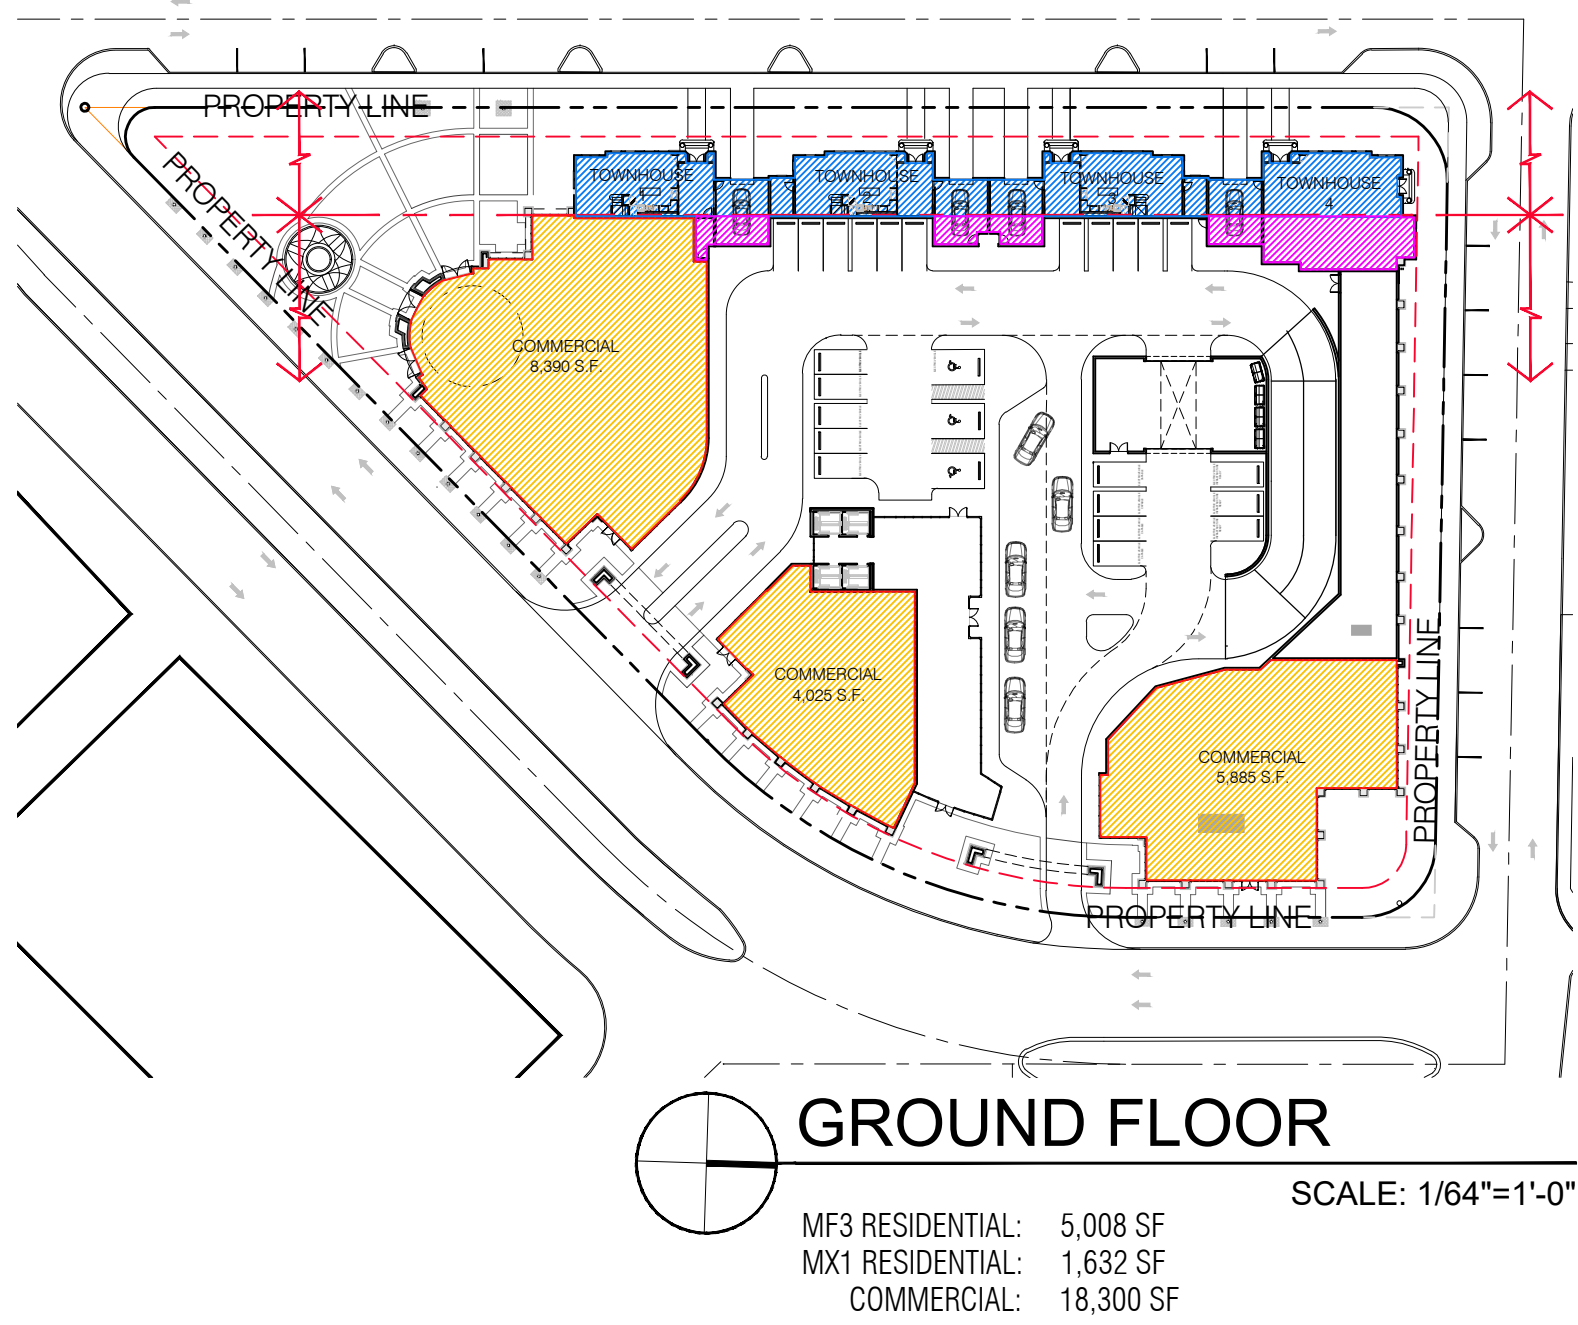 PROPERTY LINE
PROPERTY LINE
TOWNHOUSE
TOWNHOUSE
TOWNHOUSE
3
TOWNHOUSE
4
COMMERCIAL
8,390 S.F.
COMMERCIAL
4,025 S.F.
COMMERCIAL
5,885 S.F.
PROPERTY LINE
PROPERTY LINE
GROUND FLOOR
SCALE: 1/64"=1'-0"
MF3 RESIDENTIAL: 5,008 SF
MX1 RESIDENTIAL: 1,632 SF
COMMERCIAL: 18,300 SF